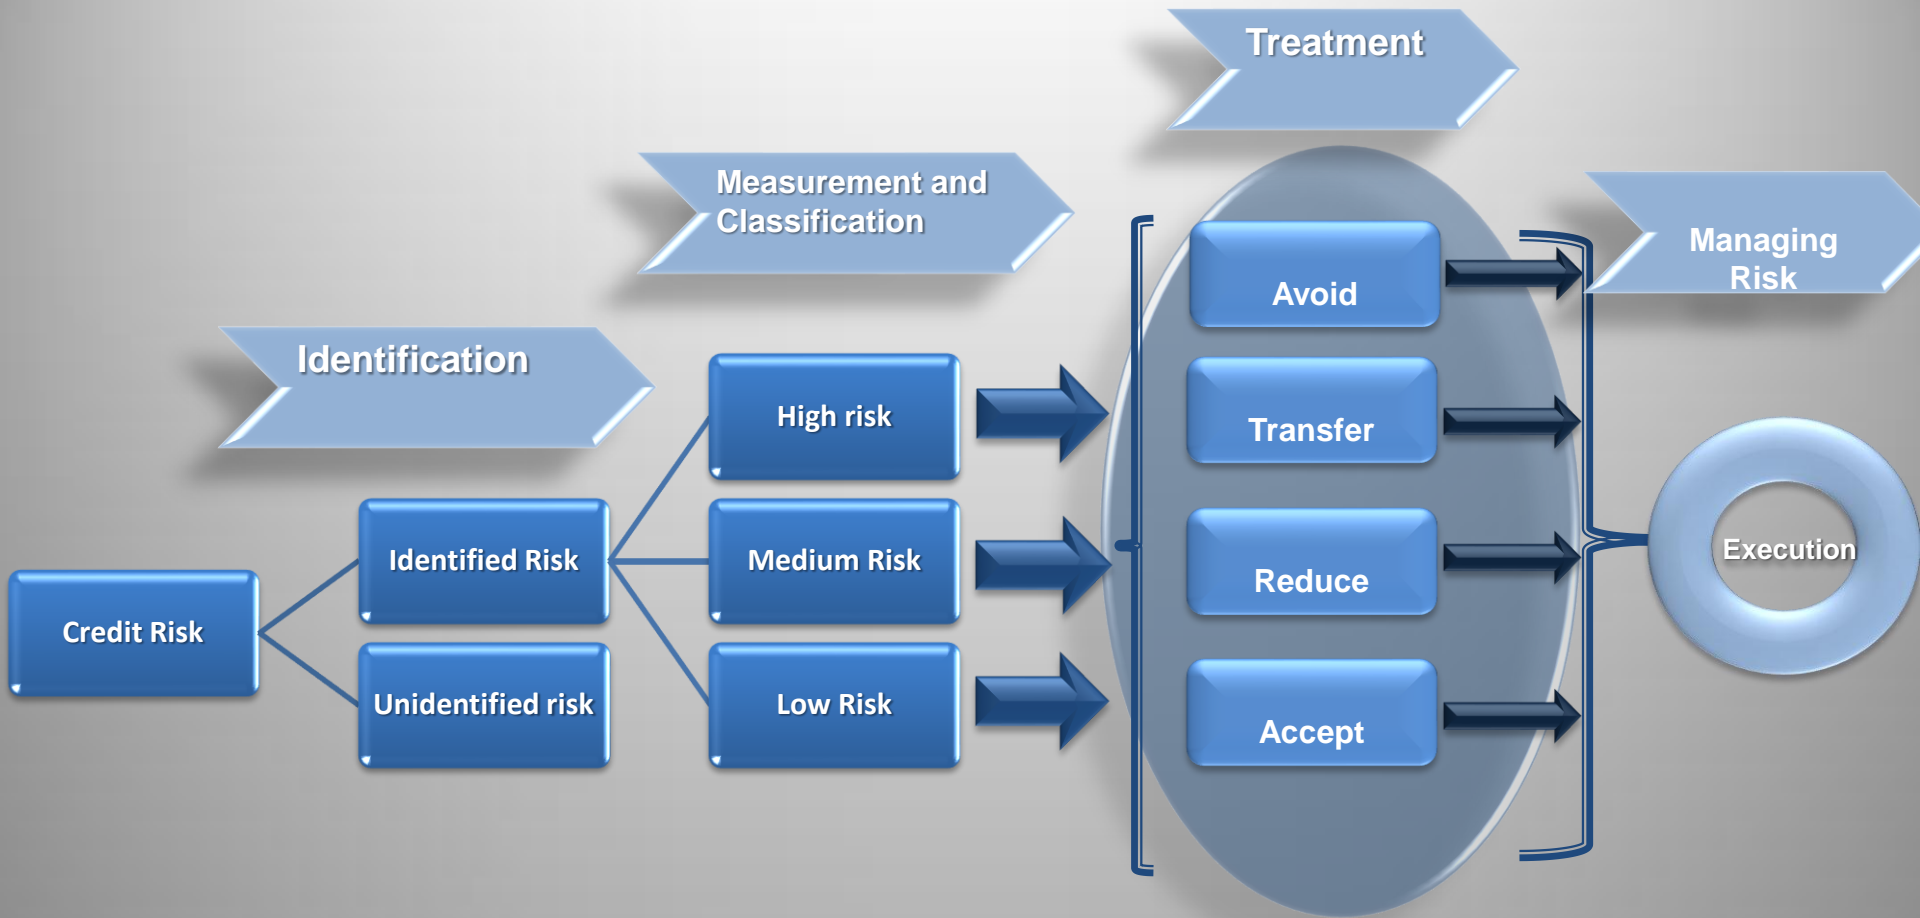 Treatment
Measurement and
Classification
Managing
Risk
Identification
Avoid
Transfer
Reduce
Accept
High risk
Medium Risk
Low Risk
Identified Risk
Unidentified risk
Credit Risk
Execution